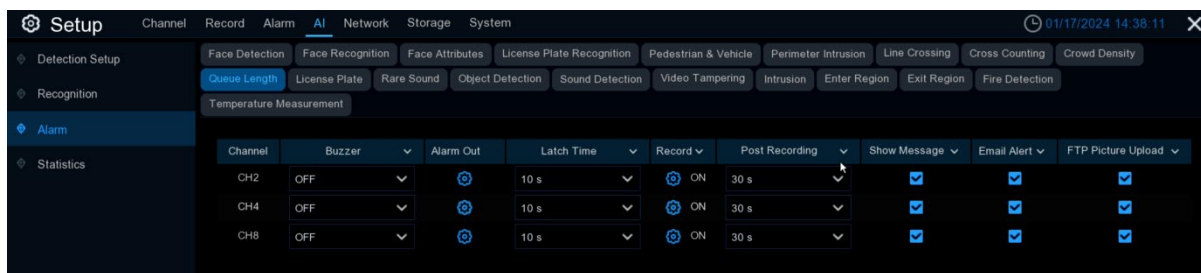 Setup Channel Record Alarm AI Network Storage System 01/17/2024 14:38:11
Detection Setup
Recognition
Alarm
Statistics
Face Detection Face Recognition Face Attributes License Plate Recognition Pedestrian & Vehicle Perimeter Intrusion Line Crossing Cross Counting Crowd Density
Queue Length License Plate Rare Sound Object Detection Sound Detection Video Tampering Intrusion Enter Region Exit Region Fire Detection
Temperature Measurement
Channel Buzzer Alarm Out Latch Time Record Post Recording Show Message Email Alert FTP Picture Upload
CH2 OFF 10 s ON 30 s
CH4 OFF 10 s ON 30 s
CH8 OFF 10 s ON 30 s